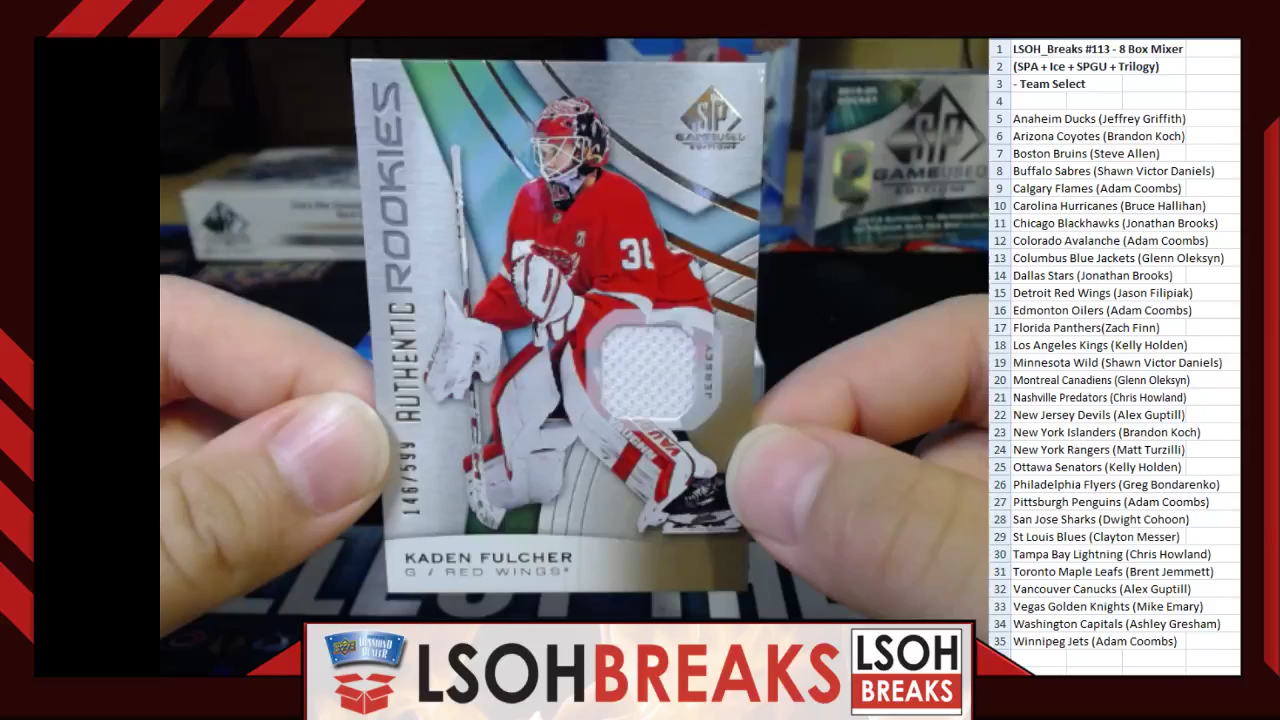 AUTHENTIC ROOKIES
146/599
SP
GAMEUSED
EDITION
38
JERSEY
KADEN FULCHER
G / RED WINGS
SP
GAMEUSED
EDITION
1 LSOH_Breaks #113 - 8 Box Mixer
2 (SPA + Ice + SPGU + Trilogy)
3 - Team Select
4
5 Anaheim Ducks (Jeffrey Griffith)
6 Arizona Coyotes (Brandon Koch)
7 Boston Bruins (Steve Allen)
8 Buffalo Sabres (Shawn Victor Daniels)
9 Calgary Flames (Adam Coombs)
10 Carolina Hurricanes (Bruce Hallihan)
11 Chicago Blackhawks (Jonathan Brooks)
12 Colorado Avalanche (Adam Coombs)
13 Columbus Blue Jackets (Glenn Oleksyn)
14 Dallas Stars (Jonathan Brooks)
15 Detroit Red Wings (Jason Filipiak)
16 Edmonton Oilers (Adam Coombs)
17 Florida Panthers(Zach Finn)
18 Los Angeles Kings (Kelly Holden)
19 Minnesota Wild (Shawn Victor Daniels)
20 Montreal Canadiens (Glenn Oleksyn)
21 Nashville Predators (Chris Howland)
22 New Jersey Devils (Alex Guptill)
23 New York Islanders (Brandon Koch)
24 New York Rangers (Matt Turzilli)
25 Ottawa Senators (Kelly Holden)
26 Philadelphia Flyers (Greg Bondarenko)
27 Pittsburgh Penguins (Adam Coombs)
28 San Jose Sharks (Dwight Cohoon)
29 St Louis Blues (Clayton Messer)
30 Tampa Bay Lightning (Chris Howland)
31 Toronto Maple Leafs (Brent Jemmett)
32 Vancouver Canucks (Alex Guptill)
33 Vegas Golden Knights (Mike Emary)
34 Washington Capitals (Ashley Gresham)
35 Winnipeg Jets (Adam Coombs)
DIAMOND
DEALER
LSOHBREAKS
LSOH
BREAKS